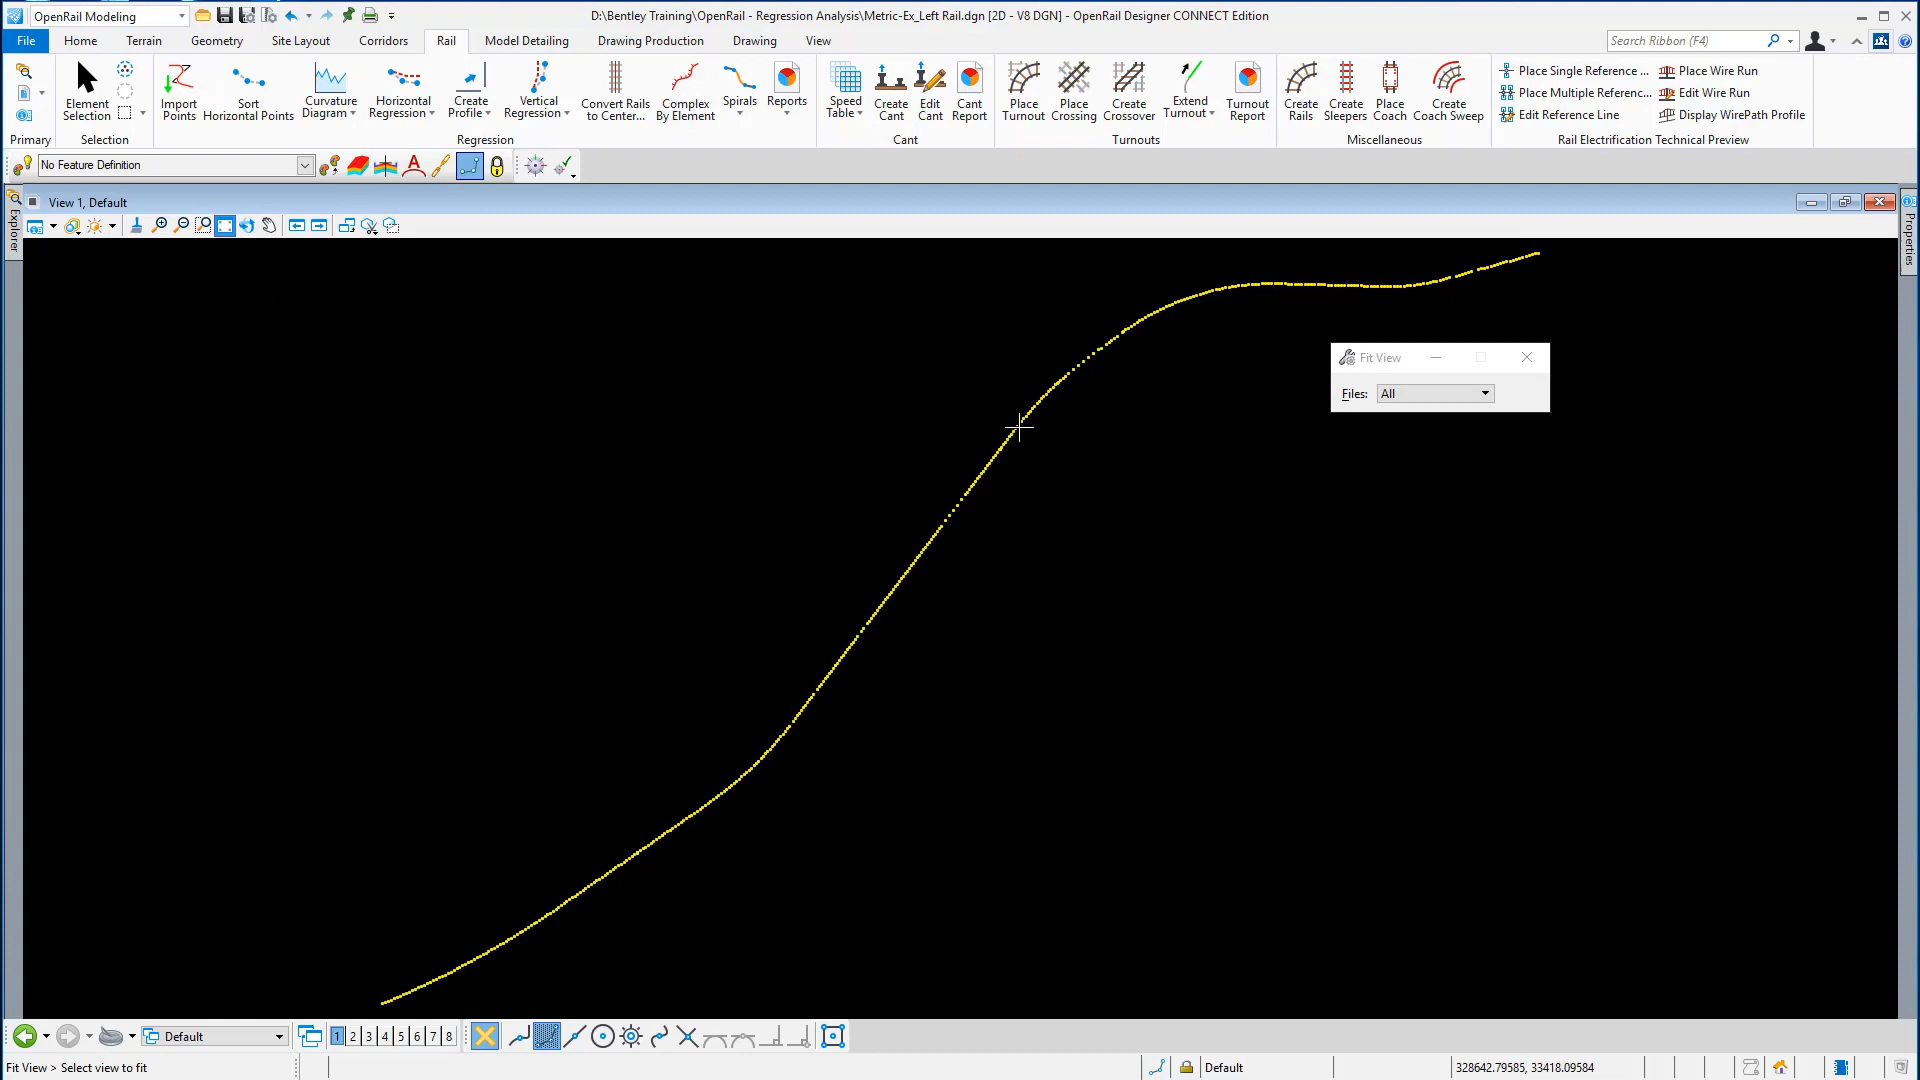 OpenRail Modeling
D:\Bentley Training\OpenRail - Regression Analysis\Metric-Ex_Left Rail.dgn [2D - V8 DGN] - OpenRail Designer CONNECT Edition
File Home Terrain Geometry Site Layout Corridors Rail Model Detailing Drawing Production Drawing View
Search Ribbon (F4)
Element Selection
Import Points
Sort Horizontal Points
Curvature Diagram
Horizontal Regression
Create Profile
Vertical Regression
Convert Rails to Center...
Complex By Element
Spirals
Reports
Speed Table
Create Cant
Edit Cant
Cant Report
Place Turnout
Place Crossing
Create Crossover
Extend Turnout
Turnout Report
Create Rails
Create Sleepers
Place Coach
Create Coach Sweep
Place Single Reference ...
Place Multiple Referenc...
Edit Reference Line
Place Wire Run
Edit Wire Run
Display WirePath Profile
Primary Selection Regression Cant Turnouts Miscellaneous Rail Electrification Technical Preview
No Feature Definition
View 1, Default
Explorer
Properties
Fit View
Files: All
Default
1 2 3 4 5 6 7 8
Fit View > Select view to fit
Default
328642.79585, 33418.09584